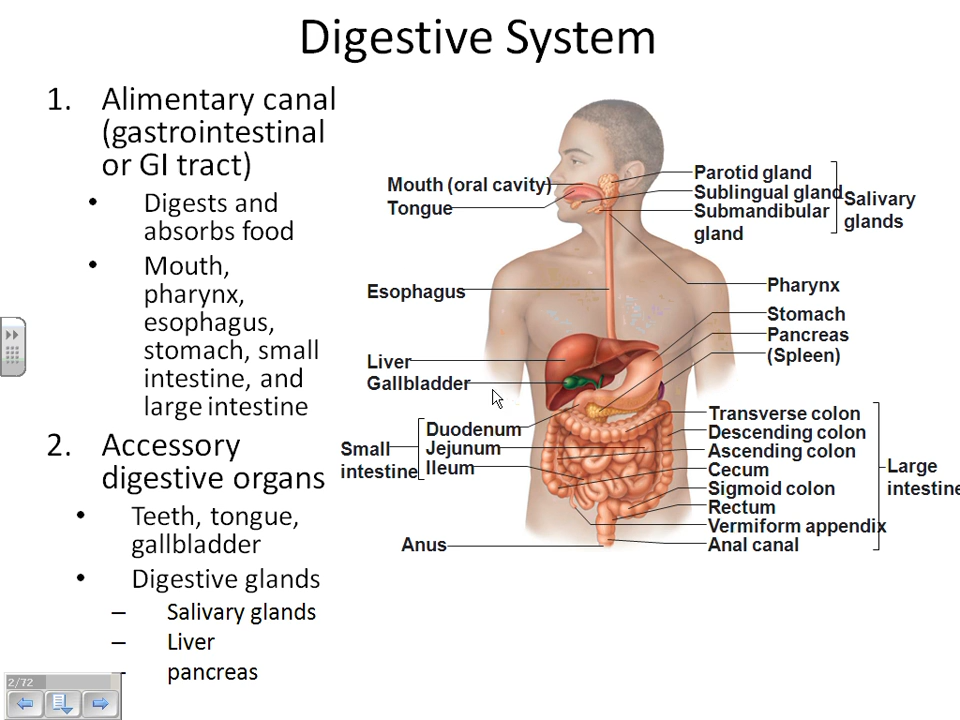 Digestive System
1. Alimentary canal
(gastrointestinal
or GI tract)
• Digests and
absorbs food
• Mouth,
pharynx,
esophagus,
stomach, small
intestine, and
large intestine
2. Accessory
digestive organs
• Teeth, tongue,
gallbladder
• Digestive glands
– Salivary glands
– Liver
– pancreas
Mouth (oral cavity)
Tongue
Esophagus
Liver
Gallbladder
Small
intestine
Duodenum
Jejunum
Ileum
Anus
Parotid gland
Sublingual gland
Submandibular
gland
Salivary
glands
Pharynx
Stomach
Pancreas
(Spleen)
Transverse colon
Descending colon
Ascending colon
Cecum
Sigmoid colon
Rectum
Vermiform appendix
Anal canal
Large
intestine
2/72